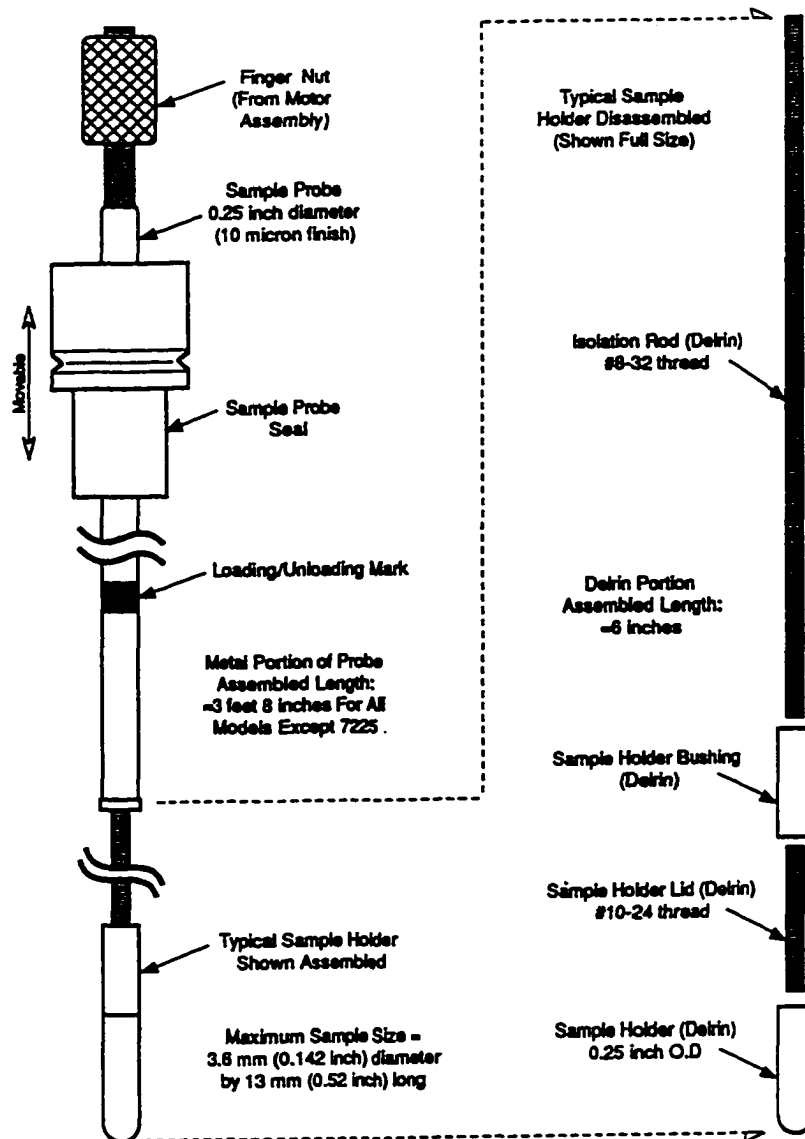 Finger Nut
(From Motor
Assembly)
Sample Probe
0.25 inch diameter
(10 micron finish)
Movable
Sample Probe
Seal
Loading/Unloading Mark
Metal Portion of Probe
Assembled Length:
≈3 feet 8 inches For All
Models Except 7225 .
Typical Sample Holder
Shown Assembled
Maximum Sample Size =
3.6 mm (0.142 inch) diameter
by 13 mm (0.52 inch) long
Typical Sample
Holder Disassembled
(Shown Full Size)
Isolation Rod (Delrin)
#8-32 thread
Delrin Portion
Assembled Length:
≈6 inches
Sample Holder Bushing
(Delrin)
Sample Holder Lid (Delrin)
#10-24 thread
Sample Holder (Delrin)
0.25 inch O.D